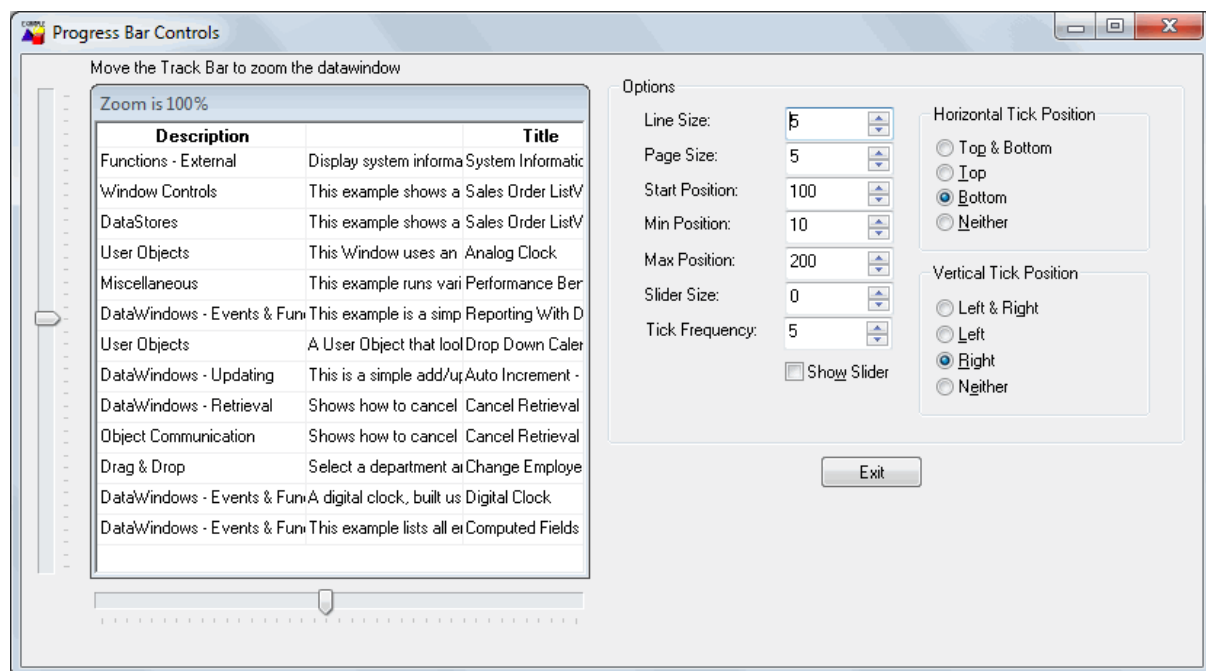 EXAMPLE
Progress Bar Controls
Move the Track Bar to zoom the datawindow
Zoom is 100%
Description Title
Functions - External Display system informa System Informatic
Window Controls This example shows a Sales Order ListV
DataStores This example shows a Sales Order ListV
User Objects This Window uses an Analog Clock
Miscellaneous This example runs vari Performance Ben
DataWindows - Events & Fun This example is a simp Reporting With D
User Objects A User Object that lool Drop Down Caler
DataWindows - Updating This is a simple add/up Auto Increment -
DataWindows - Retrieval Shows how to cancel Cancel Retrieval
Object Communication Shows how to cancel Cancel Retrieval
Drag & Drop Select a department ar Change Employe
DataWindows - Events & Fun A digital clock, built us Digital Clock
DataWindows - Events & Fun This example lists all er Computed Fields
Options
Line Size: 5
Page Size: 5
Start Position: 100
Min Position: 10
Max Position: 200
Slider Size: 0
Tick Frequency: 5
Show Slider
Horizontal Tick Position
Top & Bottom
Top
Bottom
Neither
Vertical Tick Position
Left & Right
Left
Right
Neither
Exit